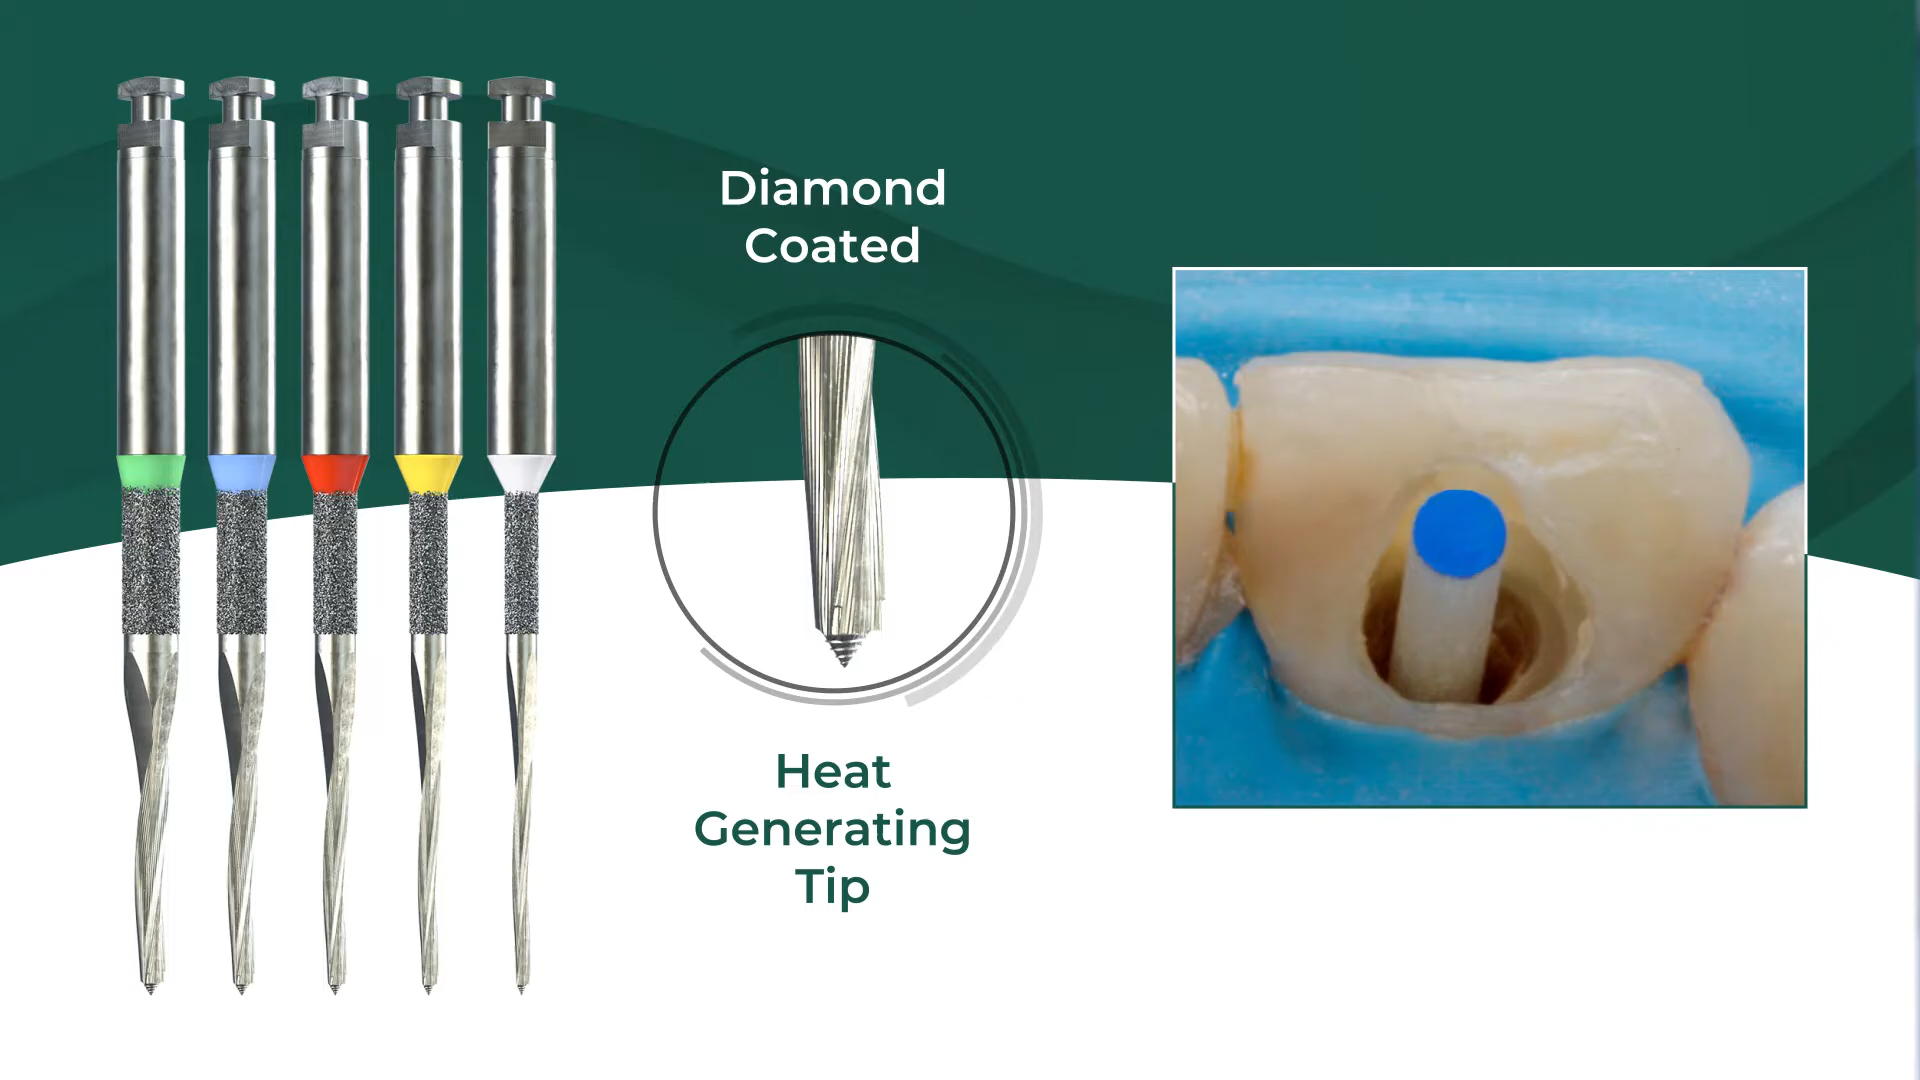 Diamond
Coated
Heat
Generating
Tip